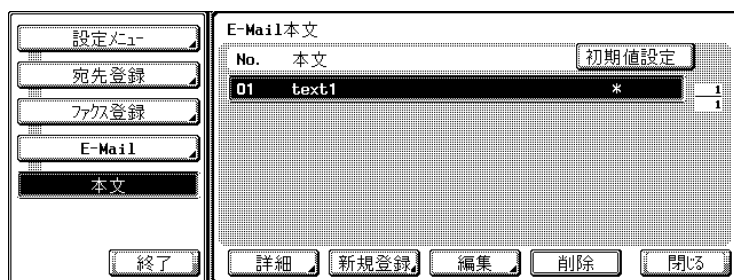 設定メニュー
宛先登録
ファクス登録
E-Mail
本文
終了
E-Mail本文
No. 本文 初期値設定
01 text1 *
1
1
詳細 新規登録 編集 削除 閉じる